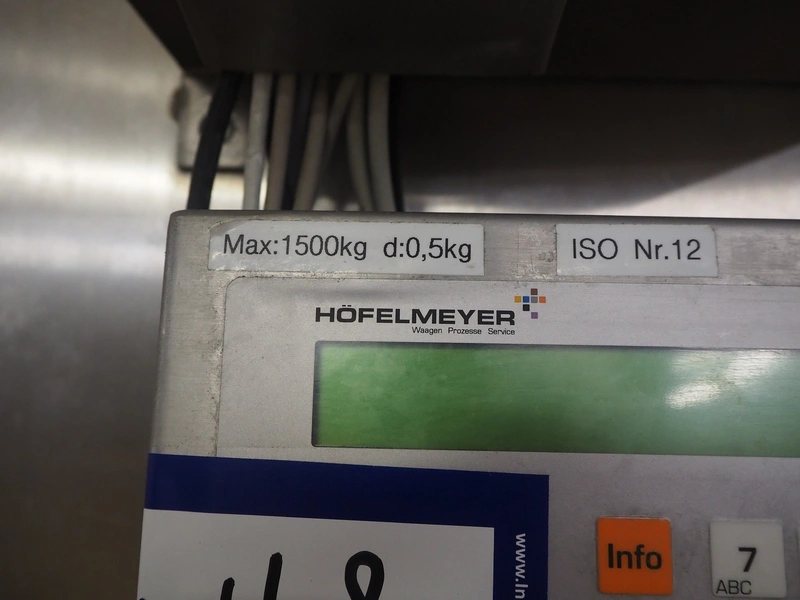 Max:1500kg d:0,5kg
ISO Nr.12
HÖFELMEYER
Waagen Prozesse Service
Info
7
ABC